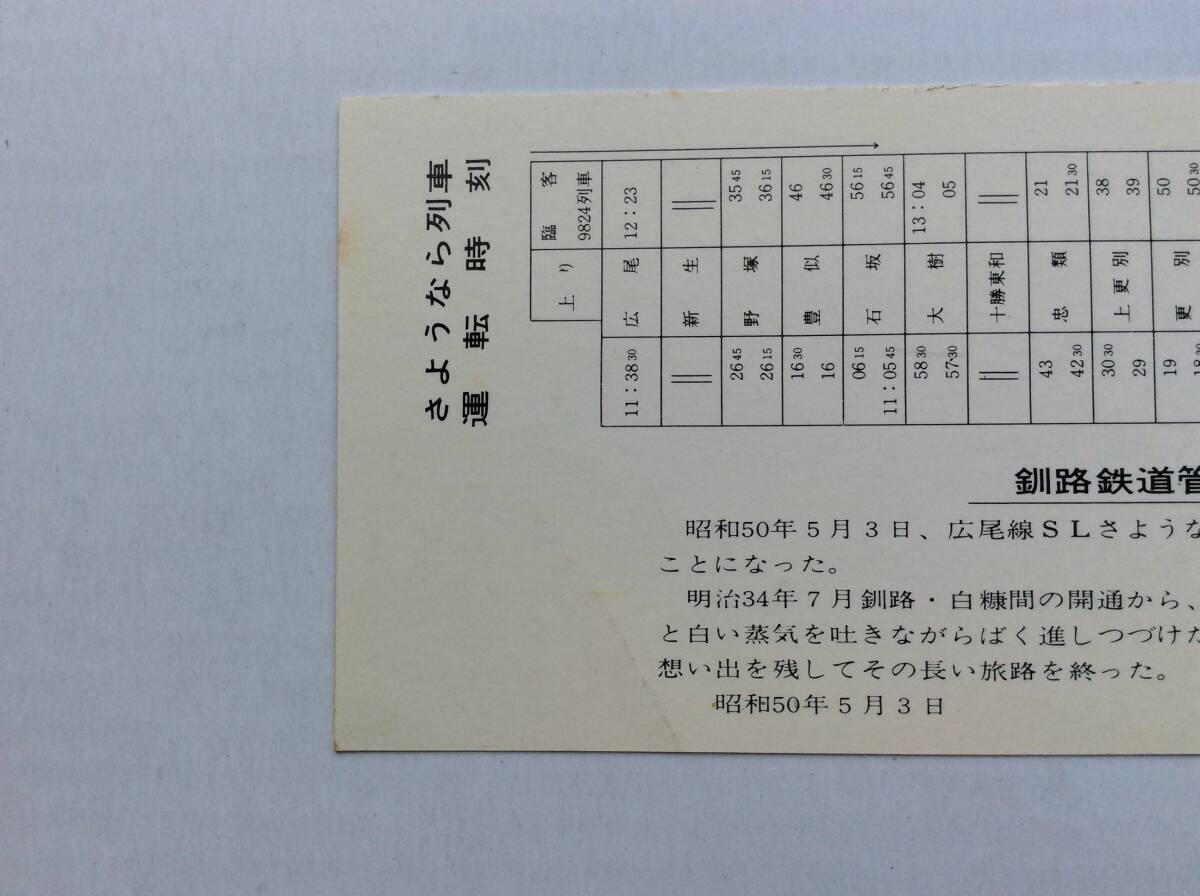 さようなら列車
運転時刻
臨客
9824列車
上り
12:23
広尾
11:38 30
||
新生
||
35 45
36 15
野塚
26 45
26 15
46
46 30
豊似
16 30
16
56 15
56 45
石坂
06 15
11:05 45
13:04
05
大樹
58 30
57 30
||
十勝東和
||
21
21 30
忠類
43
42 30
38
39
上更別
30 30
29
50
50 30
更別
19
18 30
釧路鉄道管
昭和50年5月3日、広尾線SLさような
ことになった。
明治34年7月釧路・白糠間の開通から、
と白い蒸気を吐きながらばく進しつづけた
想い出を残してその長い旅路を終った。
昭和50年5月3日